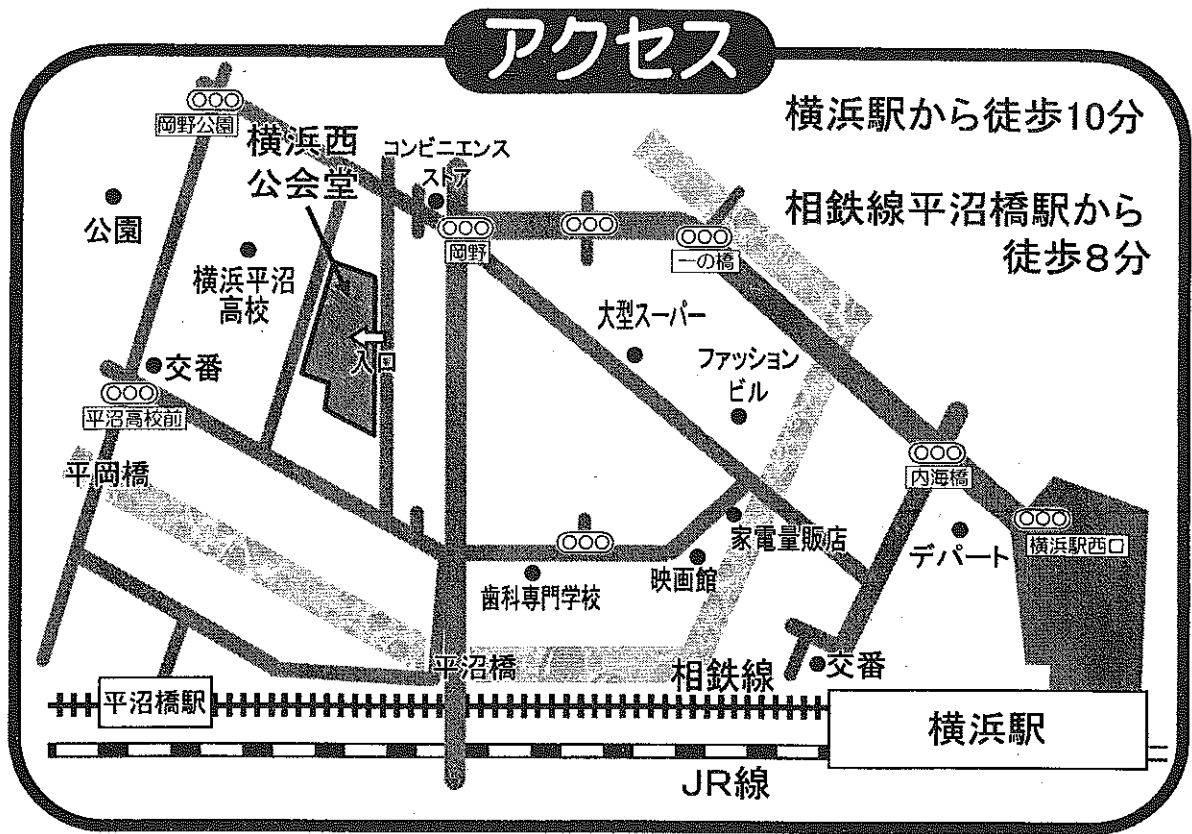 アクセス
横浜駅から徒歩10分
相鉄線平沼橋駅から
徒歩8分
岡野公園
横浜西
公会堂
コンビニエンス
ストア
公園
横浜平沼
高校
岡野
一の橋
入口
大型スーパー
ファッション
ビル
交番
平沼高校前
平岡橋
内海橋
家電量販店
デパート
横浜駅西口
歯科専門学校
映画館
平沼橋
相鉄線
交番
平沼橋駅
横浜駅
JR線